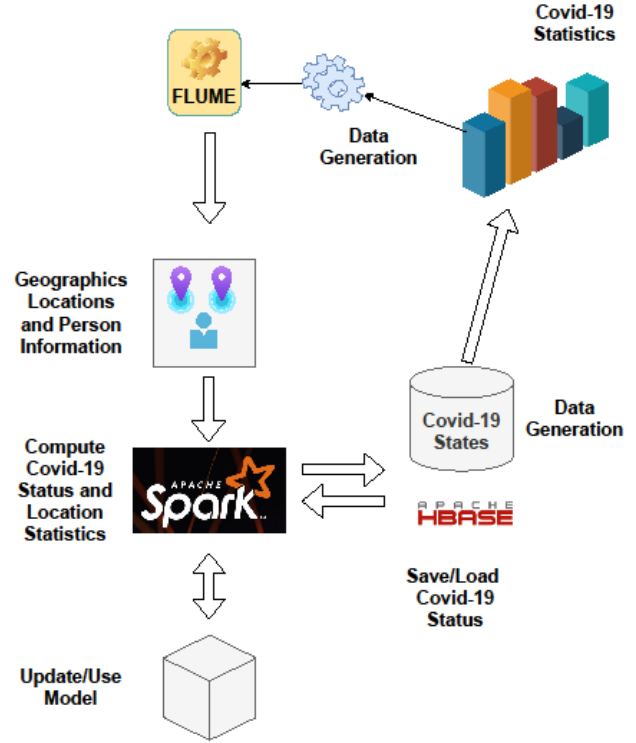 Covid-19
Statistics
FLUME
Data
Generation
Geographics
Locations
and Person
Information
Covid-19
States
Data
Generation
Compute
Covid-19
Status and
Location
Statistics
APACHE
Spark
APACHE
HBASE
Save/Load
Covid-19
Status
Update/Use
Model